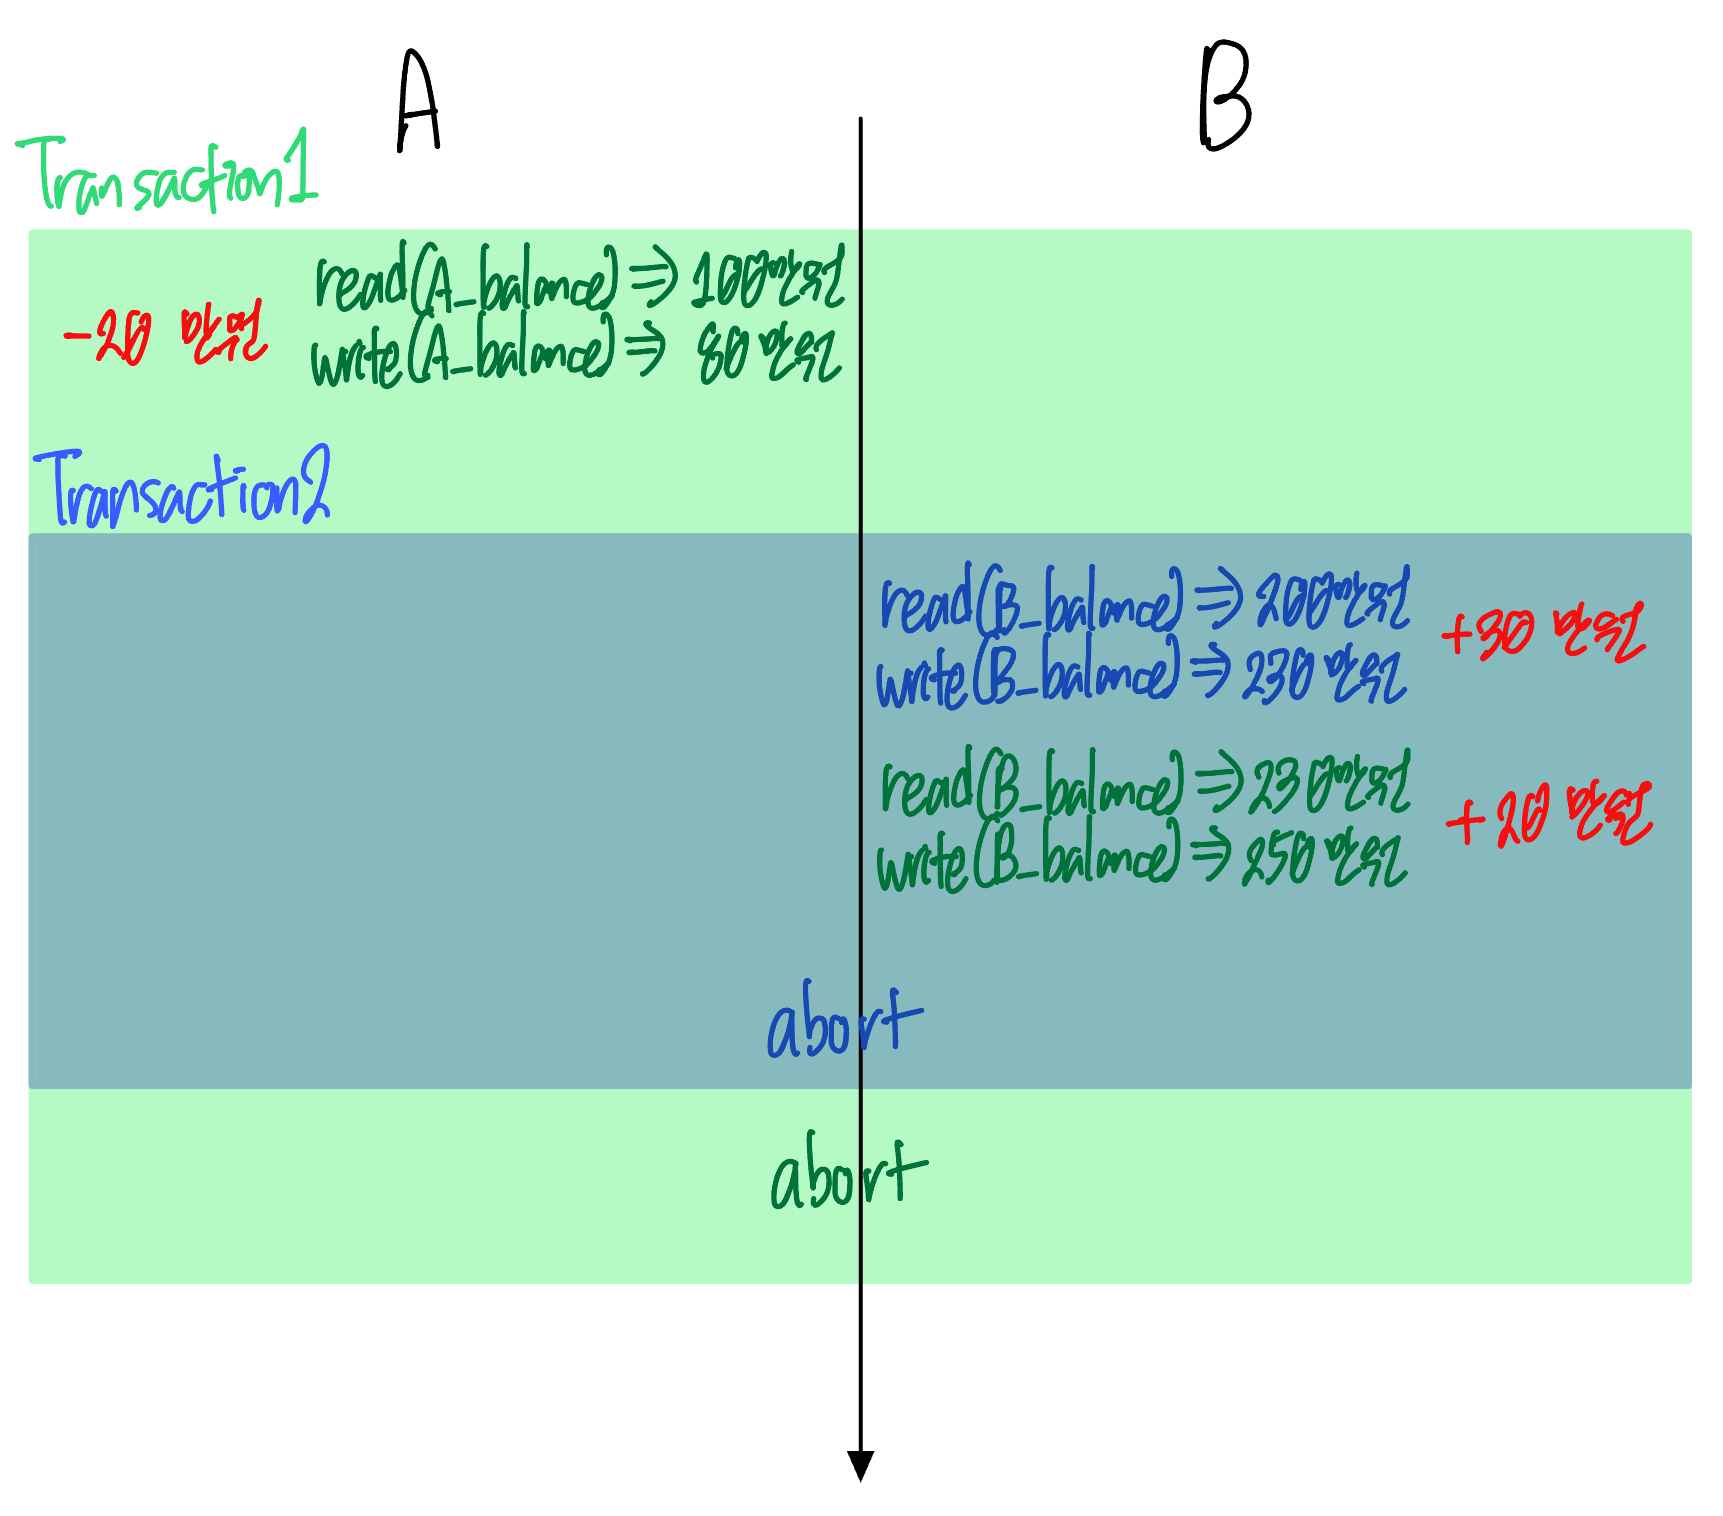 A
B
Transaction1
read(A_balance) => 100만원
-20 만원
write(A_balance) => 80만원
Transaction2
read(B_balance) => 200만원
+30 만원
write(B_balance) => 230만원
read(B_balance) => 230만원
+20 만원
write(B_balance) => 250만원
abort
abort